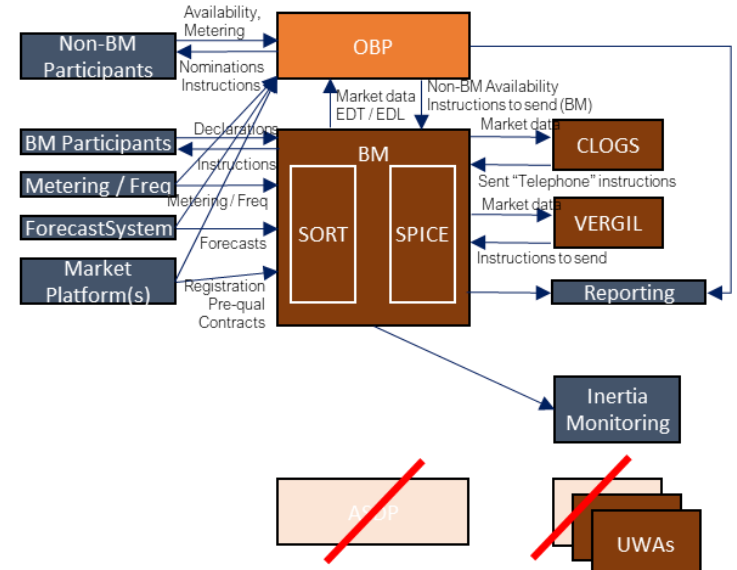 Availability,
Metering
Non-BM
Participants
OBP
Nominations
Instructions
Market data
EDT / EDL
Non-BM Availability
Instructions to send (BM)
BM Participants
Declarations
Instructions
BM
Market data
CLOGS
Sent “Telephone” instructions
Metering / Freq
Metering / Freq
ForecastSystem
Forecasts
SORT
SPICE
Market data
VERGIL
Instructions to send
Market
Platform(s)
Registration
Pre-qual
Contracts
Reporting
Inertia
Monitoring
ASDP
UWAs